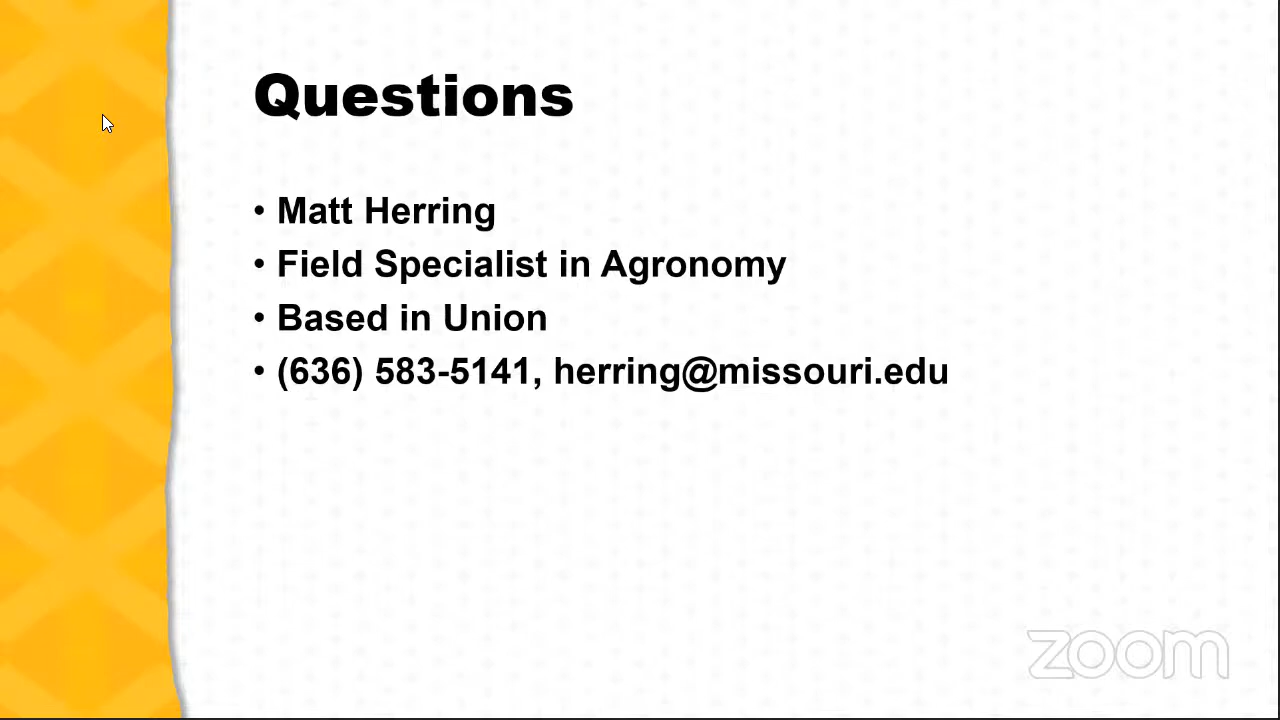 Questions
• Matt Herring
• Field Specialist in Agronomy
• Based in Union
• (636) 583-5141, herring@missouri.edu
zoom